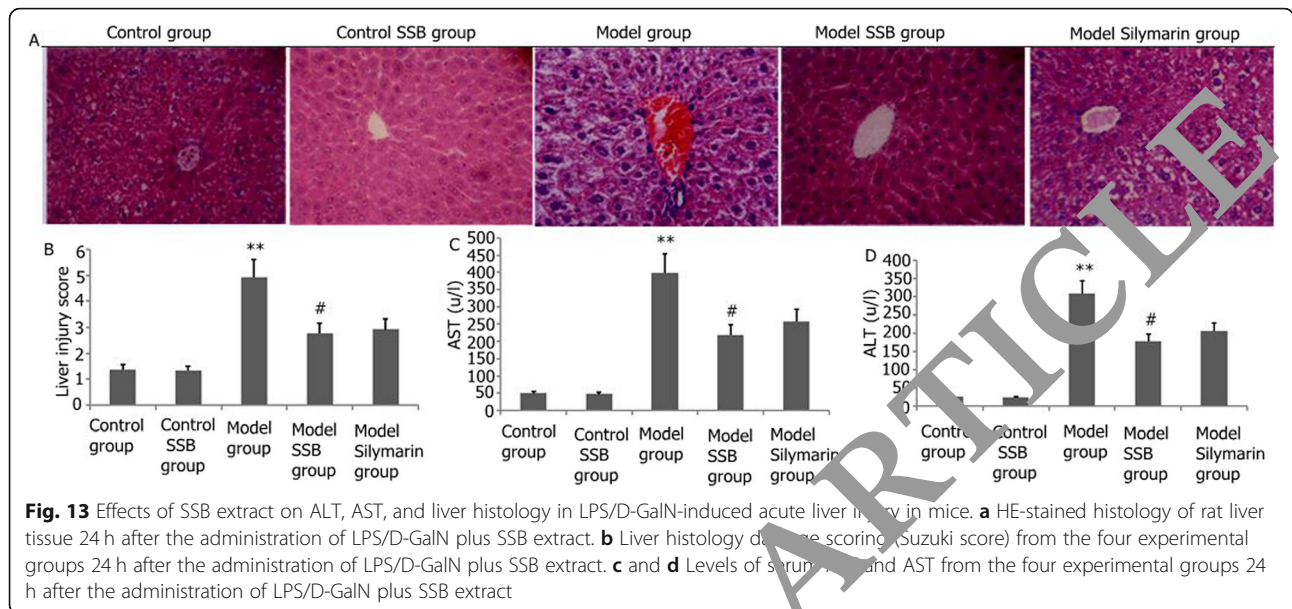 Control group Control SSB group Model group Model SSB group Model Silymarin group
A
B
Liver injury score
6
5
4
3
2
1
0
**
#
Control group
Control SSB group
Model group
Model SSB group
Model Silymarin group
C
AST (u/l)
500
450
400
350
300
250
200
150
100
50
0
**
#
Control group
Control SSB group
Model group
Model SSB group
Model Silymarin group
D
ALT (u/l)
400
350
300
250
200
150
100
50
0
**
#
Model group
Model SSB group
Model Silymarin group
Fig. 13 Effects of SSB extract on ALT, AST, and liver histology in LPS/D-GalN-induced acute liver in mice. a HE-stained histology of rat liver
tissue 24 h after the administration of LPS/D-GalN plus SSB extract. b Liver histology scoring (Suzuki score) from the four experimental
groups 24 h after the administration of LPS/D-GalN plus SSB extract. c and d Levels of and AST from the four experimental groups 24
h after the administration of LPS/D-GalN plus SSB extract
ARTICLE